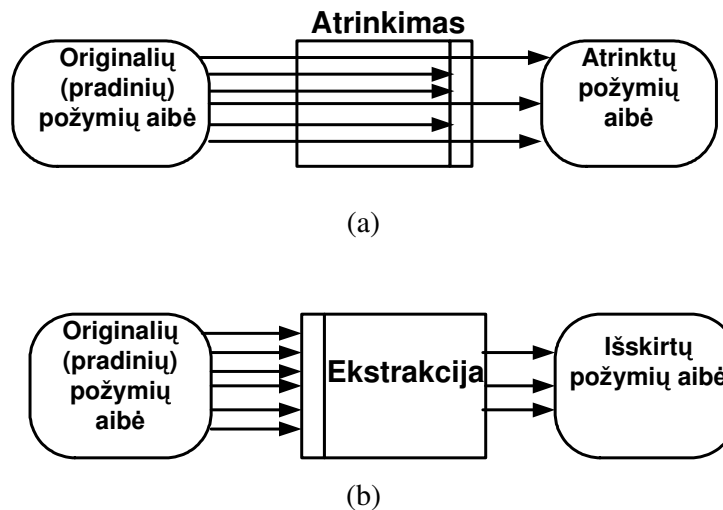 Atrinkimas
Originalių
(pradinių)
požymių aibė
Atrinktų
požymių
aibė
(a)
Originalių
(pradinių)
požymių
aibė
Ekstrakcija
Išskirtų
požymių aibė
(b)